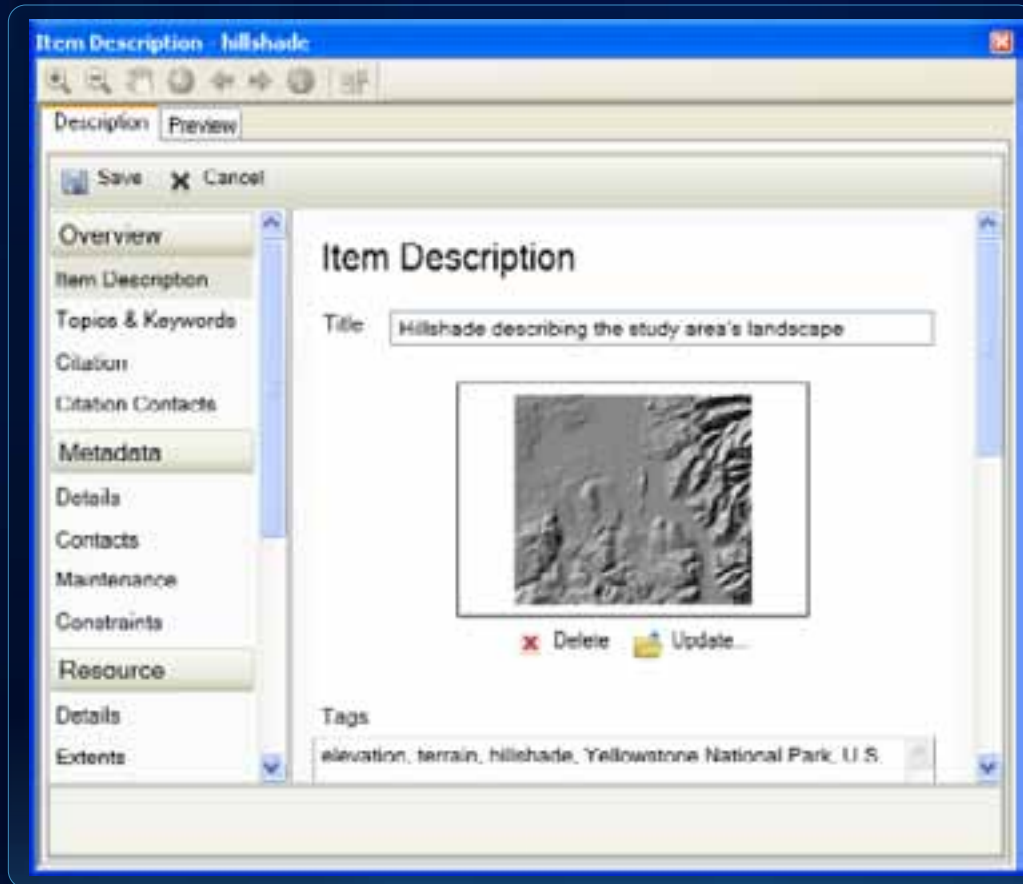 Item Description - hillshade
Description Preview
Save Cancel
Overview
Item Description
Topics & Keywords
Citation
Citation Contacts
Metadata
Details
Contacts
Maintenance
Constraints
Resource
Details
Extents
Item Description
Title Hillshade describing the study area's landscape
Delete Update...
Tags
elevation, terrain, hillshade, Yellowstone National Park, U.S.